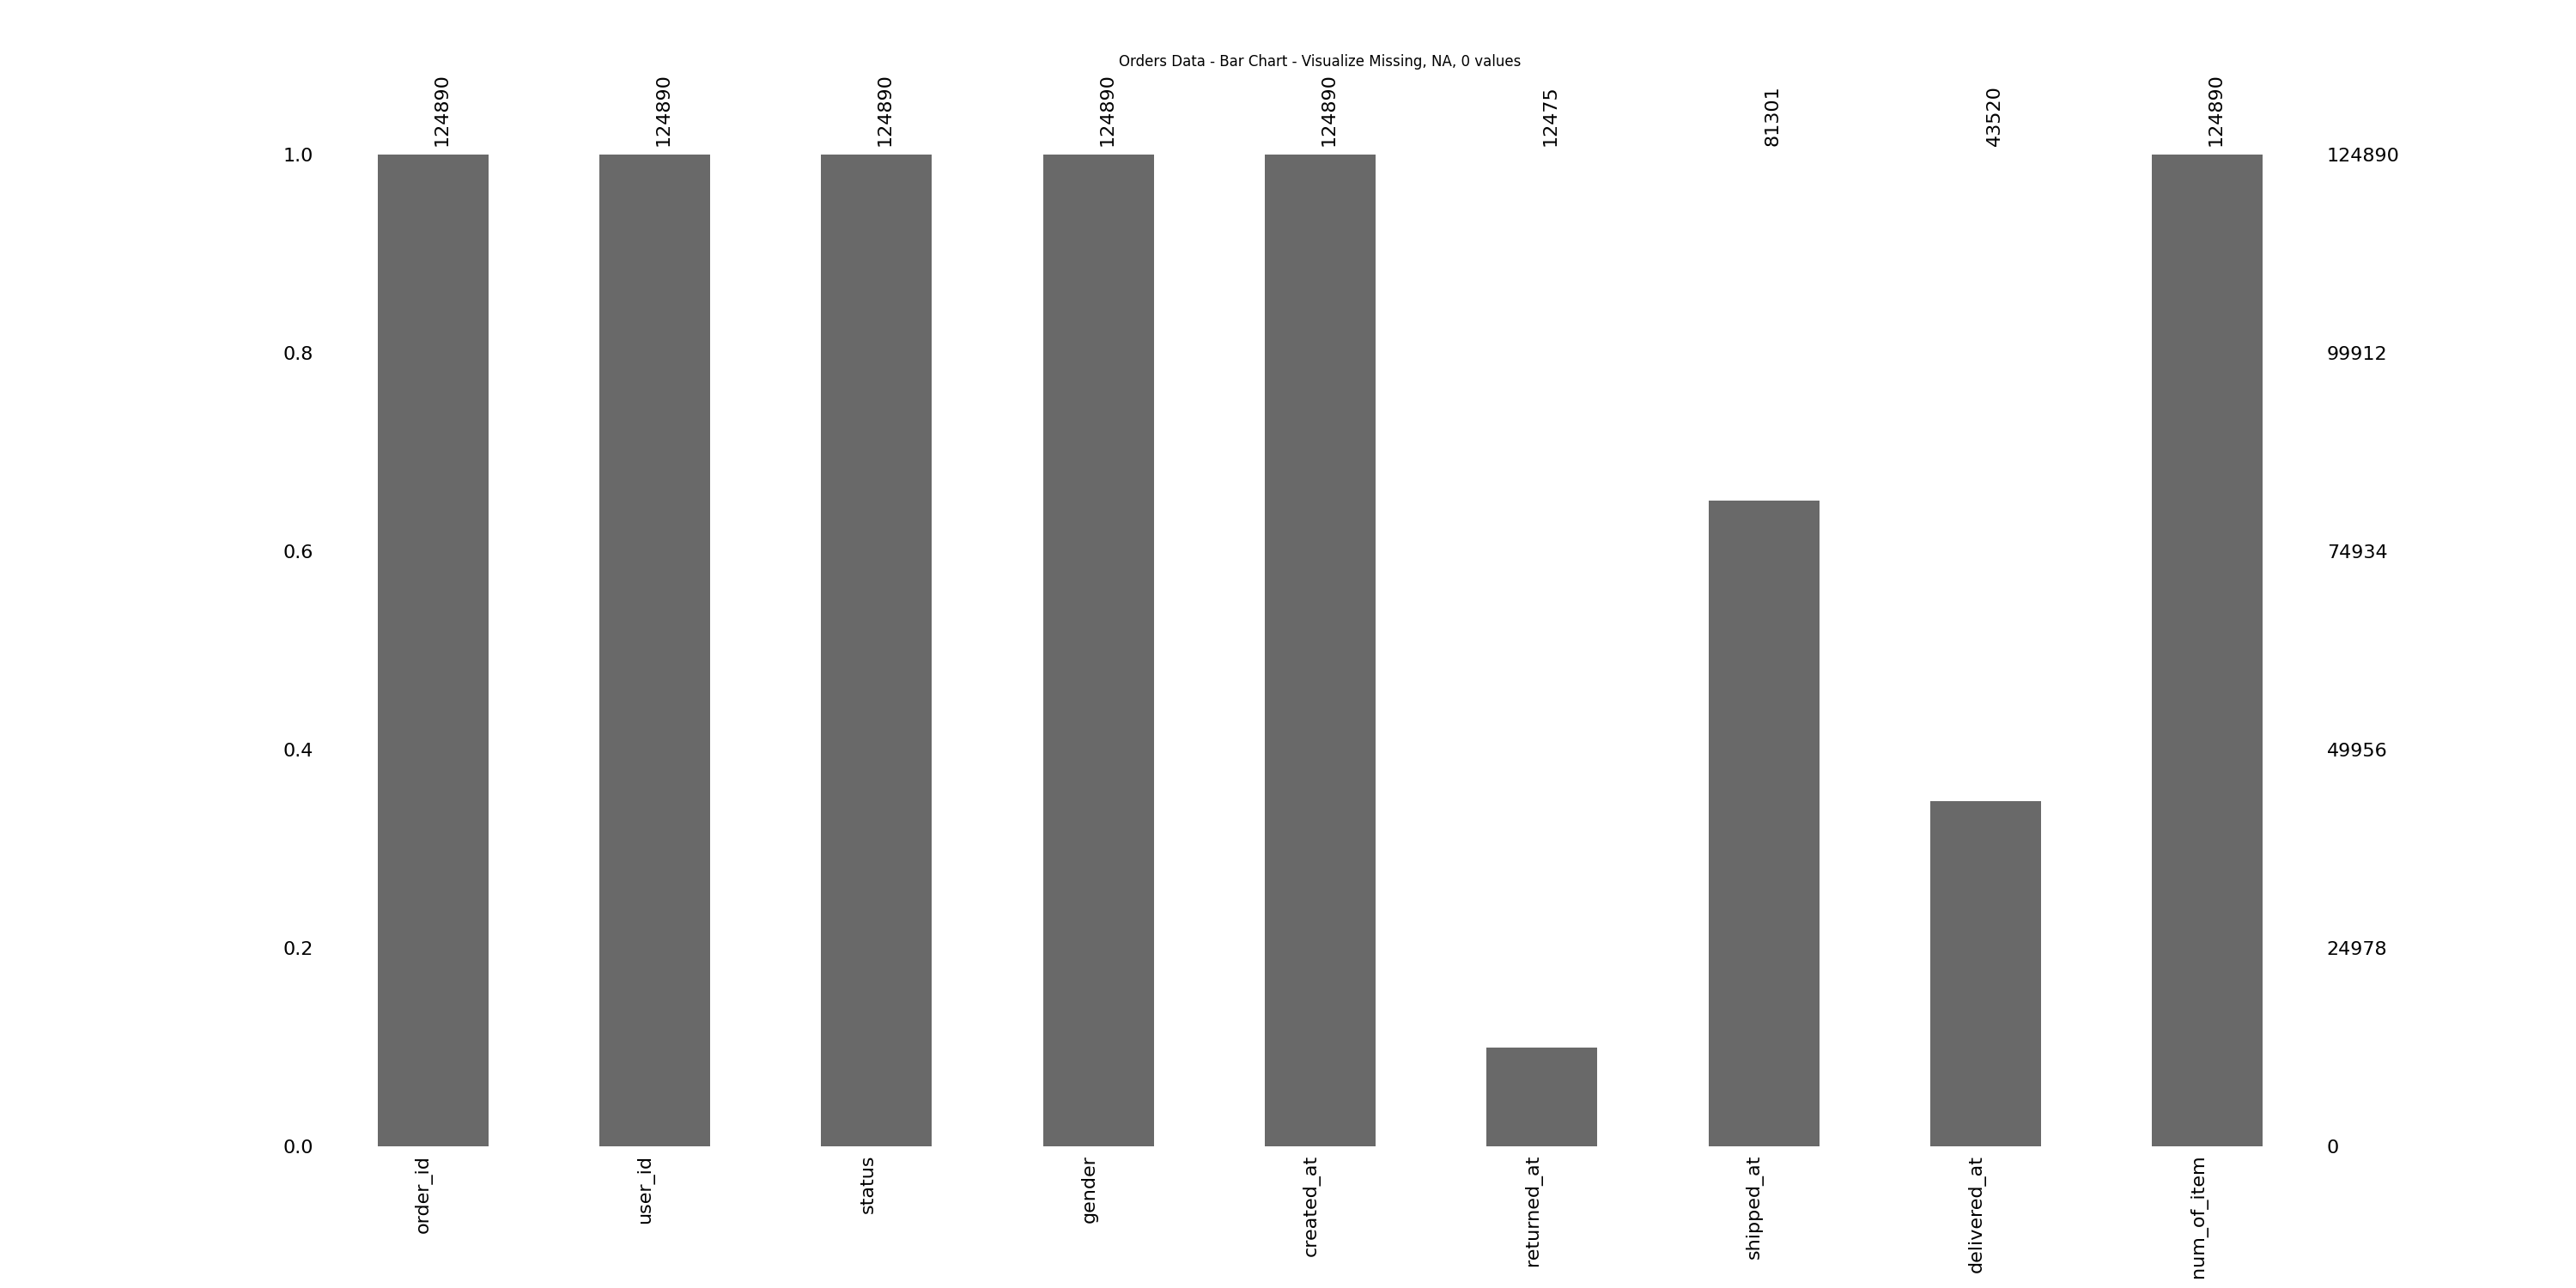 Orders Data - Bar Chart - Visualize Missing, NA, 0 values
124890
124890
124890
124890
124890
124475
81301
43520
124890
1.0
124890
0.8
99912
0.6
74934
0.4
49956
0.2
24978
0.0
0
order_id
user_id
status
gender
created_at
returned_at
shipped_at
delivered_at
num_of_item